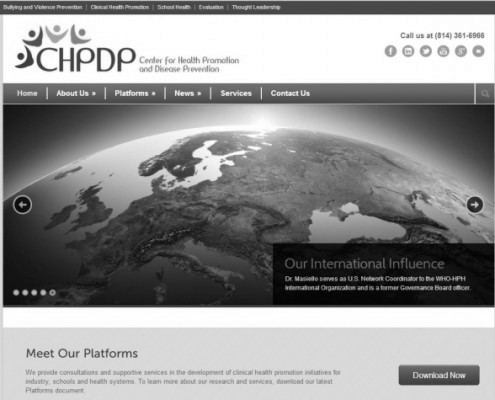 Bullying and Violence Prevention | Clinical Health Promotion | School Health | Evaluation | Thought Leadership
Call us at (814) 361-6966
CHPDP Center for Health Promotion
and Disease Prevention
Home About Us » Platforms » News » Services Contact Us
Our International Influence
Dr. Masiello serves as U.S. Network Coordinator to the WHO-HPH
International Organization and is a former Governance Board officer.
Meet Our Platforms
We provide consultations and supportive services in the development of clinical health promotion initiatives for
industry, schools and health systems. To learn more about our research and services, download our latest
Platforms document.
Download Now